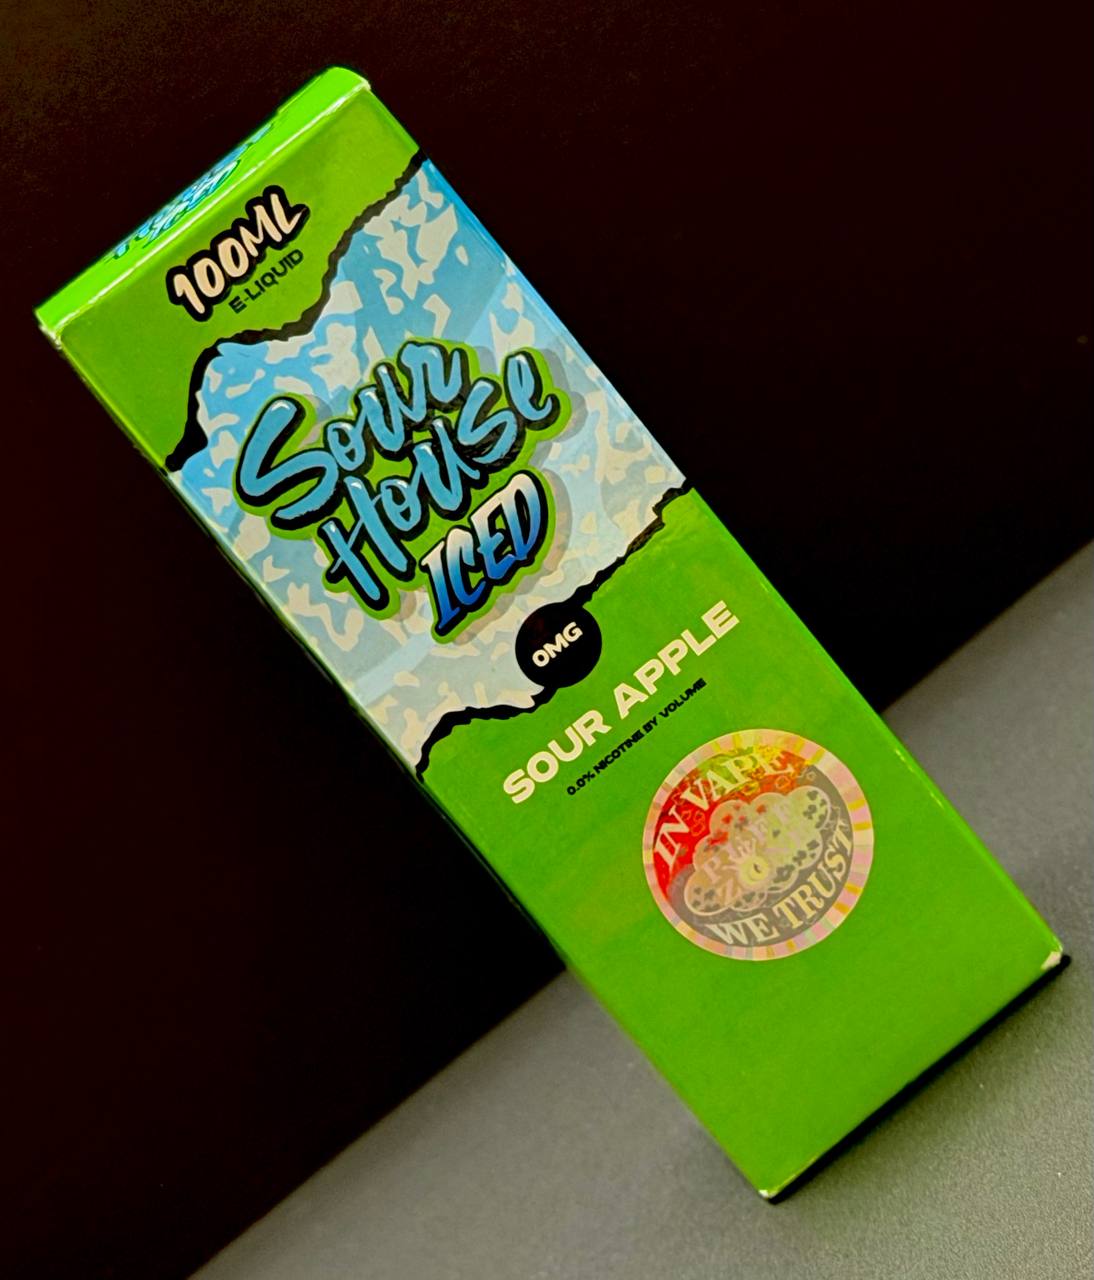 100ML
E-LIQUID
Sour
House
ICED
0MG
SOUR APPLE
0.0% NICOTINE BY VOLUME
IN VAPE
WE TRUST